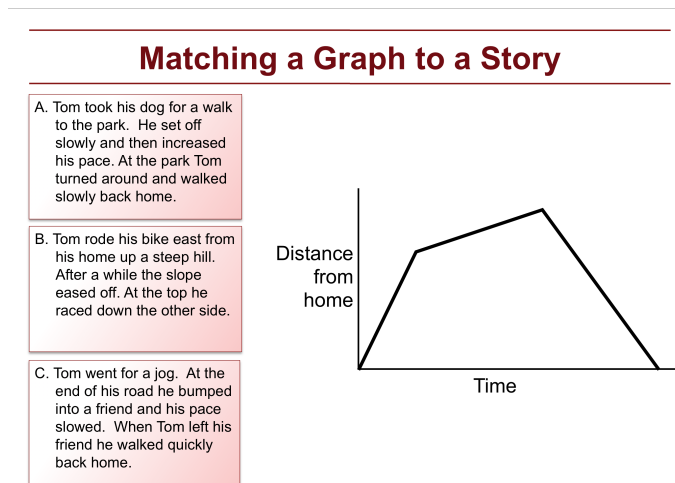 Matching a Graph to a Story
A. Tom took his dog for a walk
to the park.  He set off
slowly and then increased
his pace. At the park Tom
turned around and walked
slowly back home.
B. Tom rode his bike east from
his home up a steep hill.
After a while the slope
eased off. At the top he
raced down the other side.
C. Tom went for a jog.  At the
end of his road he bumped
into a friend and his pace
slowed.  When Tom left his
friend he walked quickly
back home.
Distance
from
home
Time